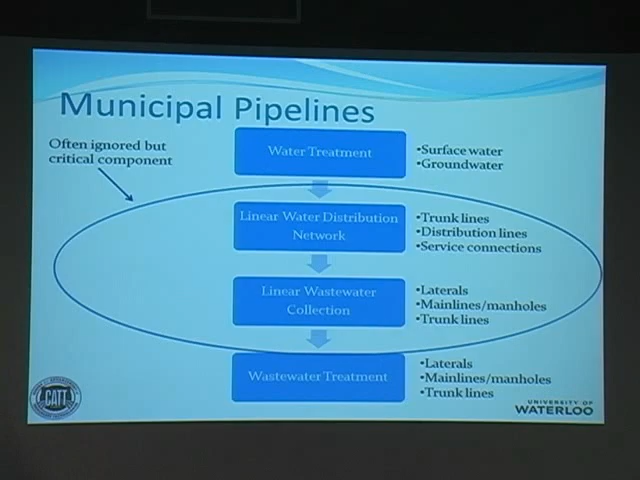 Municipal Pipelines
Often ignored but
critical component
Water Treatment
•Surface water
•Groundwater
Linear Water Distribution
Network
•Trunk lines
•Distribution lines
•Service connections
Linear Wastewater
Collection
•Laterals
•Mainlines/manholes
•Trunk lines
Wastewater Treatment
•Laterals
•Mainlines/manholes
•Trunk lines
CATT
UNIVERSITY OF
WATERLOO